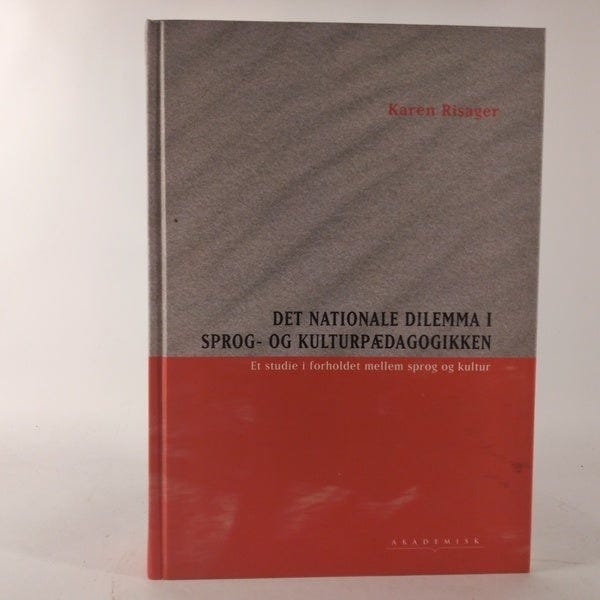 Karen Risager
DET NATIONALE DILEMMA I
SPROG- OG KULTURPÆDAGOGIKKEN
Et studie i forholdet mellem sprog og kultur
AKADEMISK